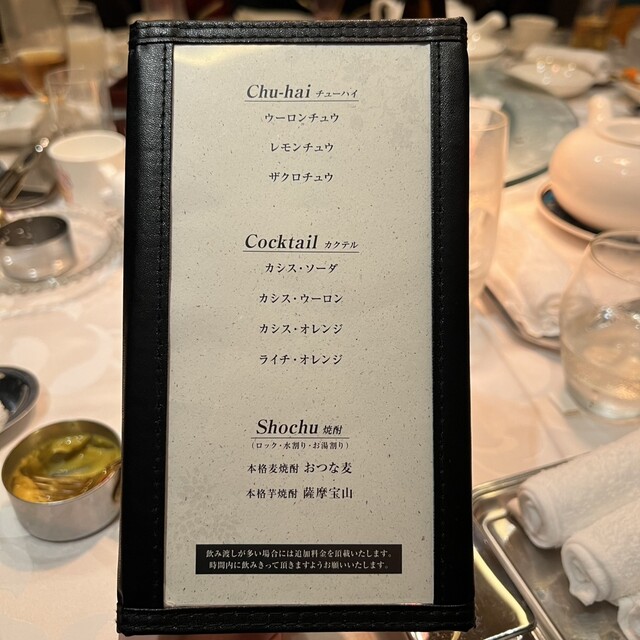 Chu-hai チューハイ
ウーロンチュウ
レモンチュウ
ザクロチュウ
Cocktail カクテル
カシス・ソーダ
カシス・ウーロン
カシス・オレンジ
ライチ・オレンジ
Shochu 焼酎
(ロック・水割り・お湯割り)
本格麦焼酎 おつな麦
本格芋焼酎 薩摩宝山
飲み渡しが多い場合には追加料金を頂戴いたします。
時間内に飲みきって頂きますようお願いいたします。